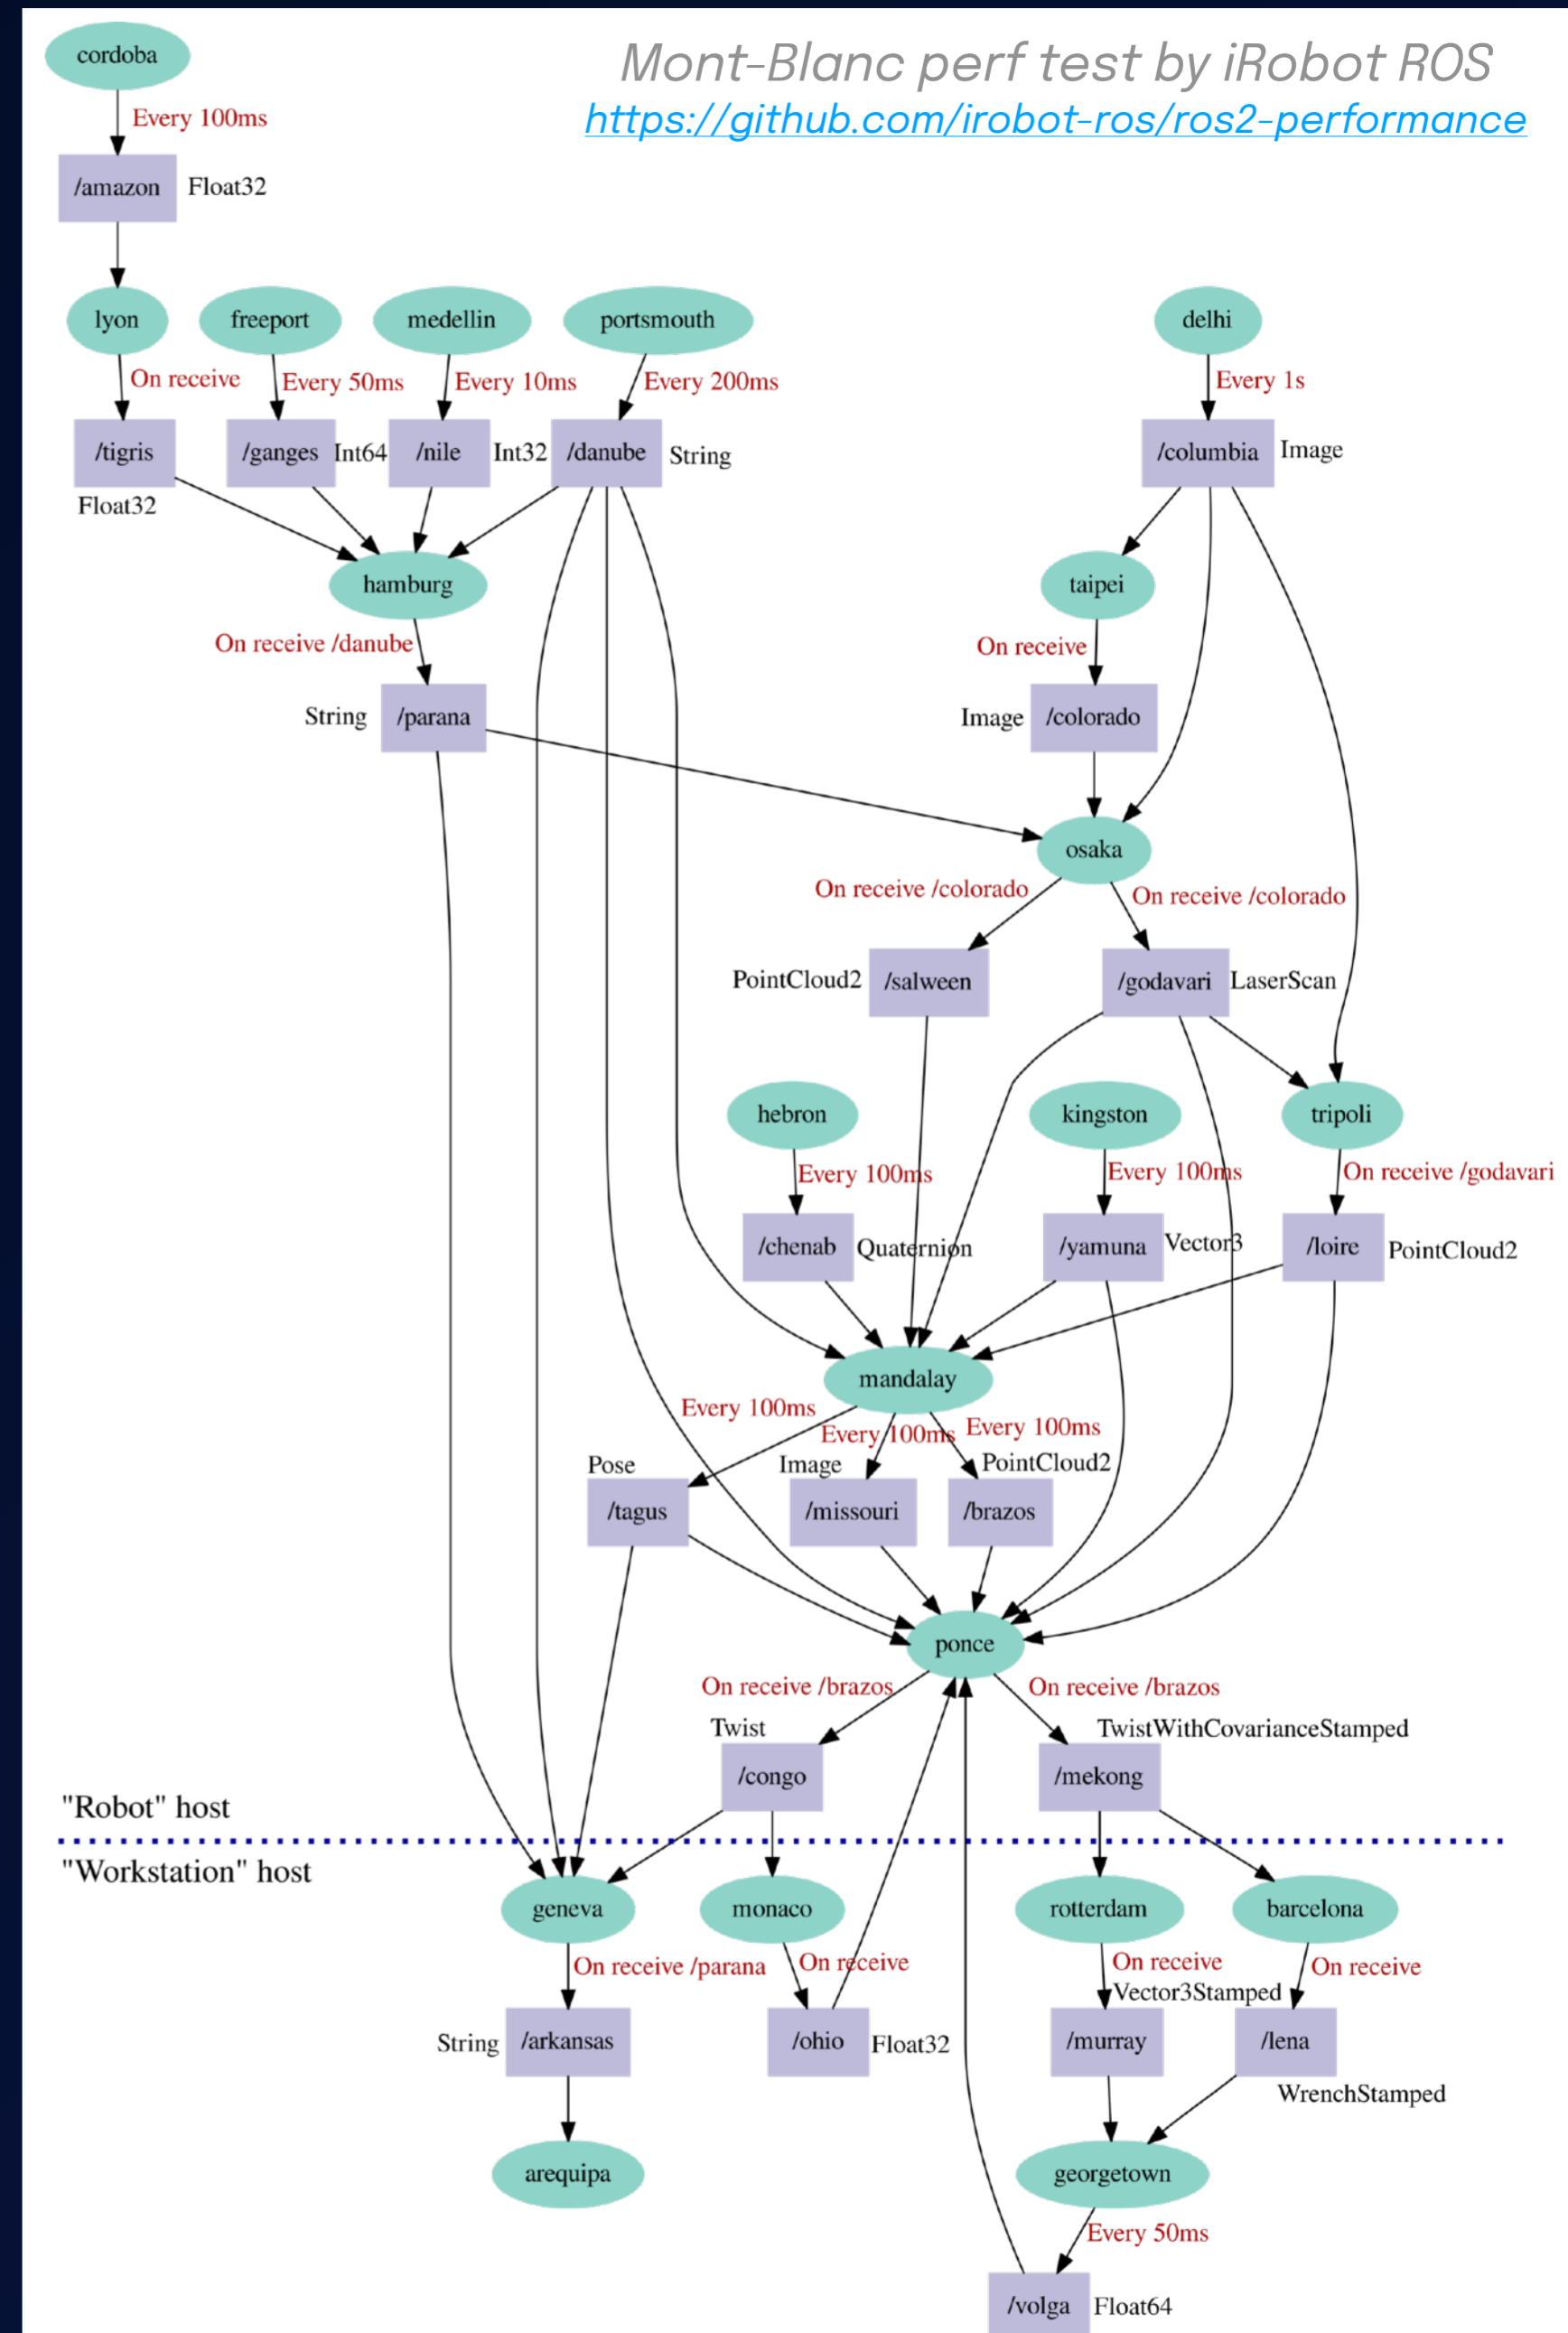 Mont-Blanc perf test by iRobot ROS
https://github.com/irobot-ros/ros2-performance
cordoba
Every 100ms
/amazon Float32
lyon freeport medellin portsmouth delhi
On receive Every 50ms Every 10ms Every 200ms Every 1s
/tigris /ganges Int64 /nile Int32 /danube String /columbia Image
Float32
hamburg taipei
On receive /danube On receive
String /parana Image /colorado
osaka
On receive /colorado On receive /colorado
PointCloud2 /salween /godavari LaserScan
hebron kingston tripoli
Every 100ms Every 100ms On receive /godavari
/chenab Quaternion /yamuna Vector3 /loire PointCloud2
mandalay
Every 100ms Every 100ms Every 100ms
Pose Image PointCloud2
/tagus /missouri /brazos
ponce
On receive /brazos On receive /brazos
Twist TwistWithCovarianceStamped
/congo /mekong
"Robot" host
"Workstation" host
geneva monaco rotterdam barcelona
On receive /parana On receive On receive On receive
Vector3Stamped
String /arkansas /ohio Float32 /murray /lena
WrenchStamped
arequipa georgetown
Every 50ms
/volga Float64